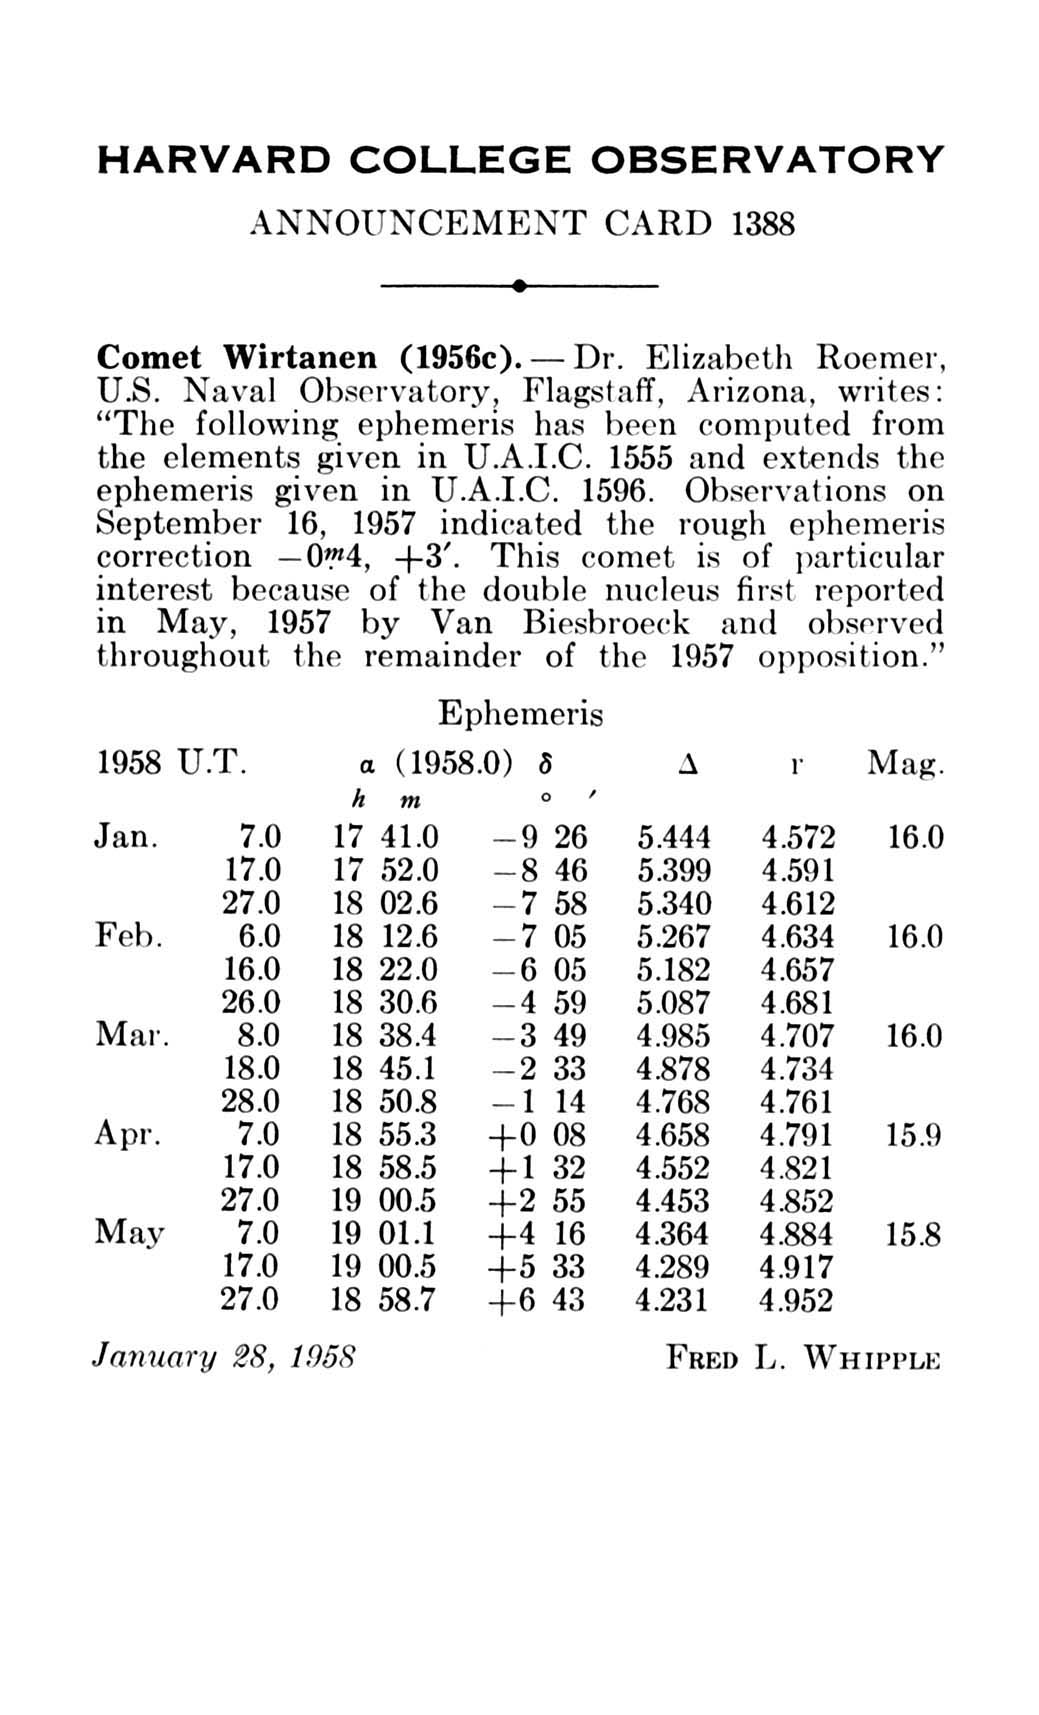 HARVARD COLLEGE OBSERVATORY
ANNOUNCEMENT CARD 1388
Comet Wirtanen (1956c). — Dr. Elizabeth Roemer,
U.S. Naval Observatory, Flagstaff, Arizona, writes:
“The following ephemeris has been computed from
the elements given in U.A.I.C. 1555 and extends the
ephemeris given in U.A.I.C. 1596. Observations on
September 16, 1957 indicated the rough ephemeris
correction −0ᵐ.4, +3′. This comet is of particular
interest because of the double nucleus first reported
in May, 1957 by Van Biesbroeck and observed
throughout the remainder of the 1957 opposition.”
Ephemeris
1958 U.T. α (1958.0) δ Δ r Mag.
h m ° ′
Jan. 7.0 17 41.0 −9 26 5.444 4.572 16.0
17.0 17 52.0 −8 46 5.399 4.591
27.0 18 02.6 −7 58 5.340 4.612
Feb. 6.0 18 12.6 −7 05 5.267 4.634 16.0
16.0 18 22.0 −6 05 5.182 4.657
26.0 18 30.6 −4 59 5.087 4.681
Mar. 8.0 18 38.4 −3 49 4.985 4.707 16.0
18.0 18 45.1 −2 33 4.878 4.734
28.0 18 50.8 −1 14 4.768 4.761
Apr. 7.0 18 55.3 +0 08 4.658 4.791 15.9
17.0 18 58.5 +1 32 4.552 4.821
27.0 19 00.5 +2 55 4.453 4.852
May 7.0 19 01.1 +4 16 4.364 4.884 15.8
17.0 19 00.5 +5 33 4.289 4.917
27.0 18 58.7 +6 43 4.231 4.952
January 28, 1958 FRED L. WHIPPLE